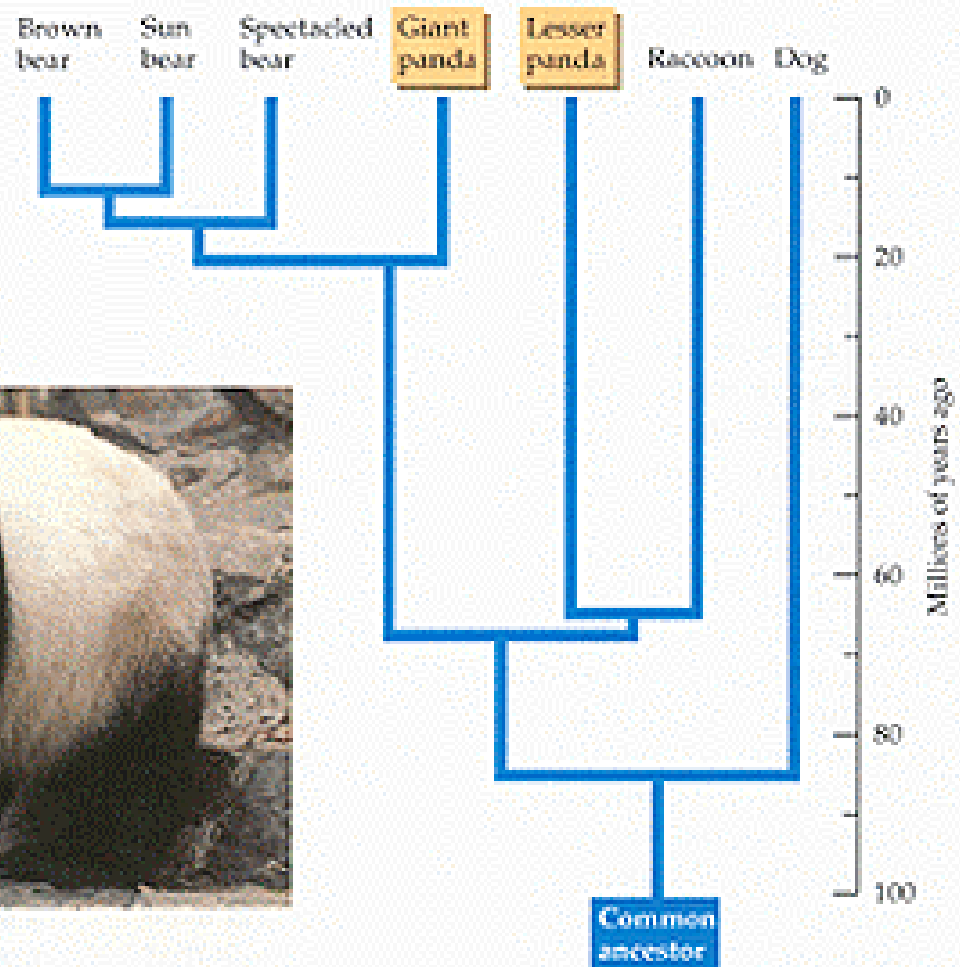 Brown
bear
Sun
bear
Spectacled
bear
Giant
panda
Lesser
panda
Raccoon
Dog
0
20
40
60
80
100
Millions of years ago
Common
ancestor